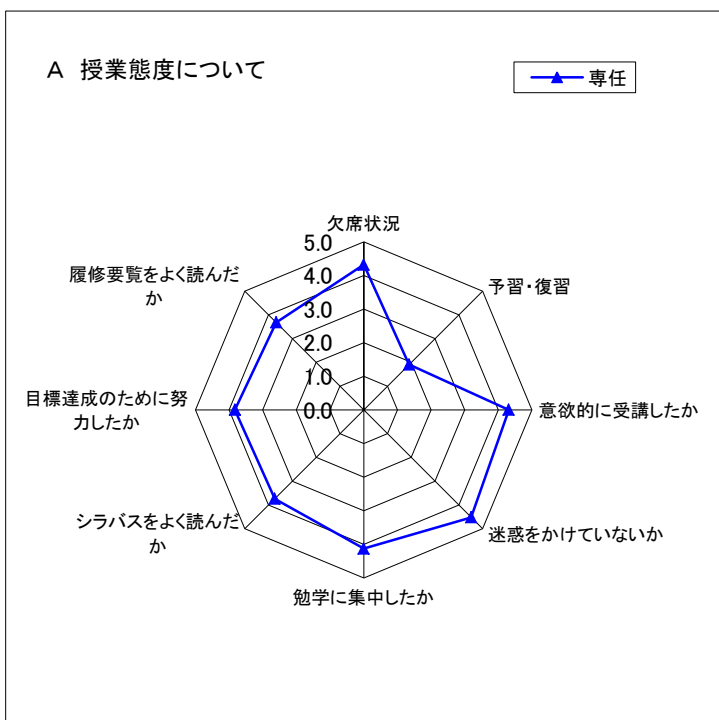 A 授業態度について
専任
欠席状況
5.0
4.0
3.0
2.0
1.0
0.0
予習・復習
意欲的に受講したか
迷惑をかけていないか
勉学に集中したか
シラバスをよく読んだ
か
目標達成のために努
力したか
履修要覧をよく読んだ
か